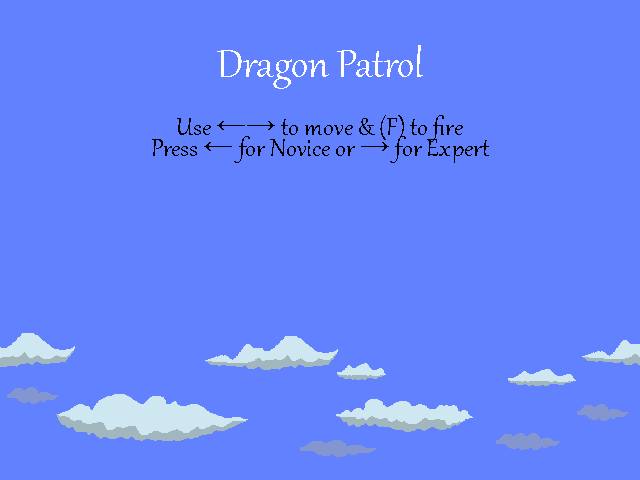 Dragon Patrol
Use ←→ to move & (F) to fire
Press ← for Novice or → for Expert